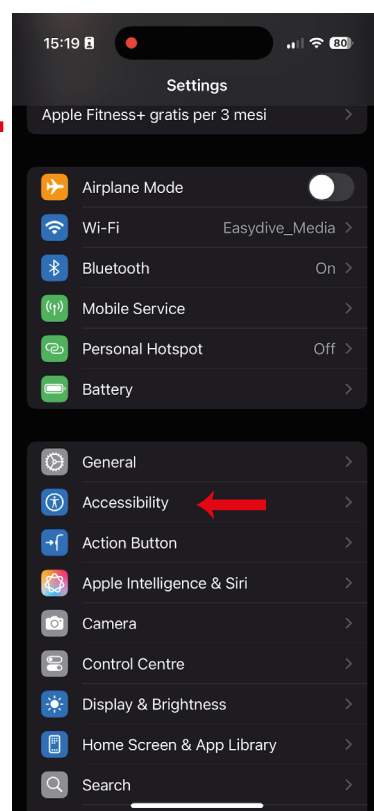 15:19 80
Settings
Apple Fitness+ gratis per 3 mesi
Airplane Mode
Wi-Fi Easydive_Media
Bluetooth On
Mobile Service
Personal Hotspot Off
Battery
General
Accessibility
Action Button
Apple Intelligence & Siri
Camera
Control Centre
Display & Brightness
Home Screen & App Library
Search